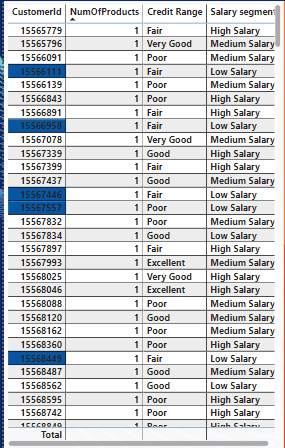 CustomerId NumOfProducts Credit Range Salary segment
15565779 1 Fair High Salary
15565796 1 Very Good Medium Salary
15566091 1 Poor Medium Salary
15566111 1 Fair Low Salary
15566139 1 Poor Medium Salary
15566843 1 Poor High Salary
15566891 1 Fair High Salary
15566958 1 Fair Low Salary
15567078 1 Very Good Medium Salary
15567339 1 Good High Salary
15567399 1 Fair High Salary
15567437 1 Good Medium Salary
15567446 1 Fair Low Salary
15567557 1 Poor Low Salary
15567832 1 Poor Medium Salary
15567834 1 Good Low Salary
15567897 1 Fair High Salary
15567993 1 Excellent Medium Salary
15568025 1 Very Good High Salary
15568046 1 Excellent High Salary
15568088 1 Poor Medium Salary
15568120 1 Good Medium Salary
15568162 1 Poor Medium Salary
15568360 1 Poor High Salary
15568449 1 Fair Low Salary
15568487 1 Good Medium Salary
15568562 1 Good Low Salary
15568595 1 Poor High Salary
15568742 1 Poor High Salary
15568849 1 Poor High Salary
Total